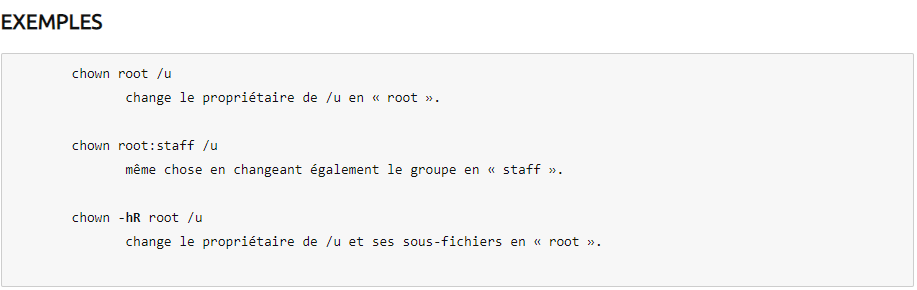 EXEMPLES
chown root /u
change le propriétaire de /u en « root ».
chown root:staff /u
même chose en changeant également le groupe en « staff ».
chown -hR root /u
change le propriétaire de /u et ses sous-fichiers en « root ».